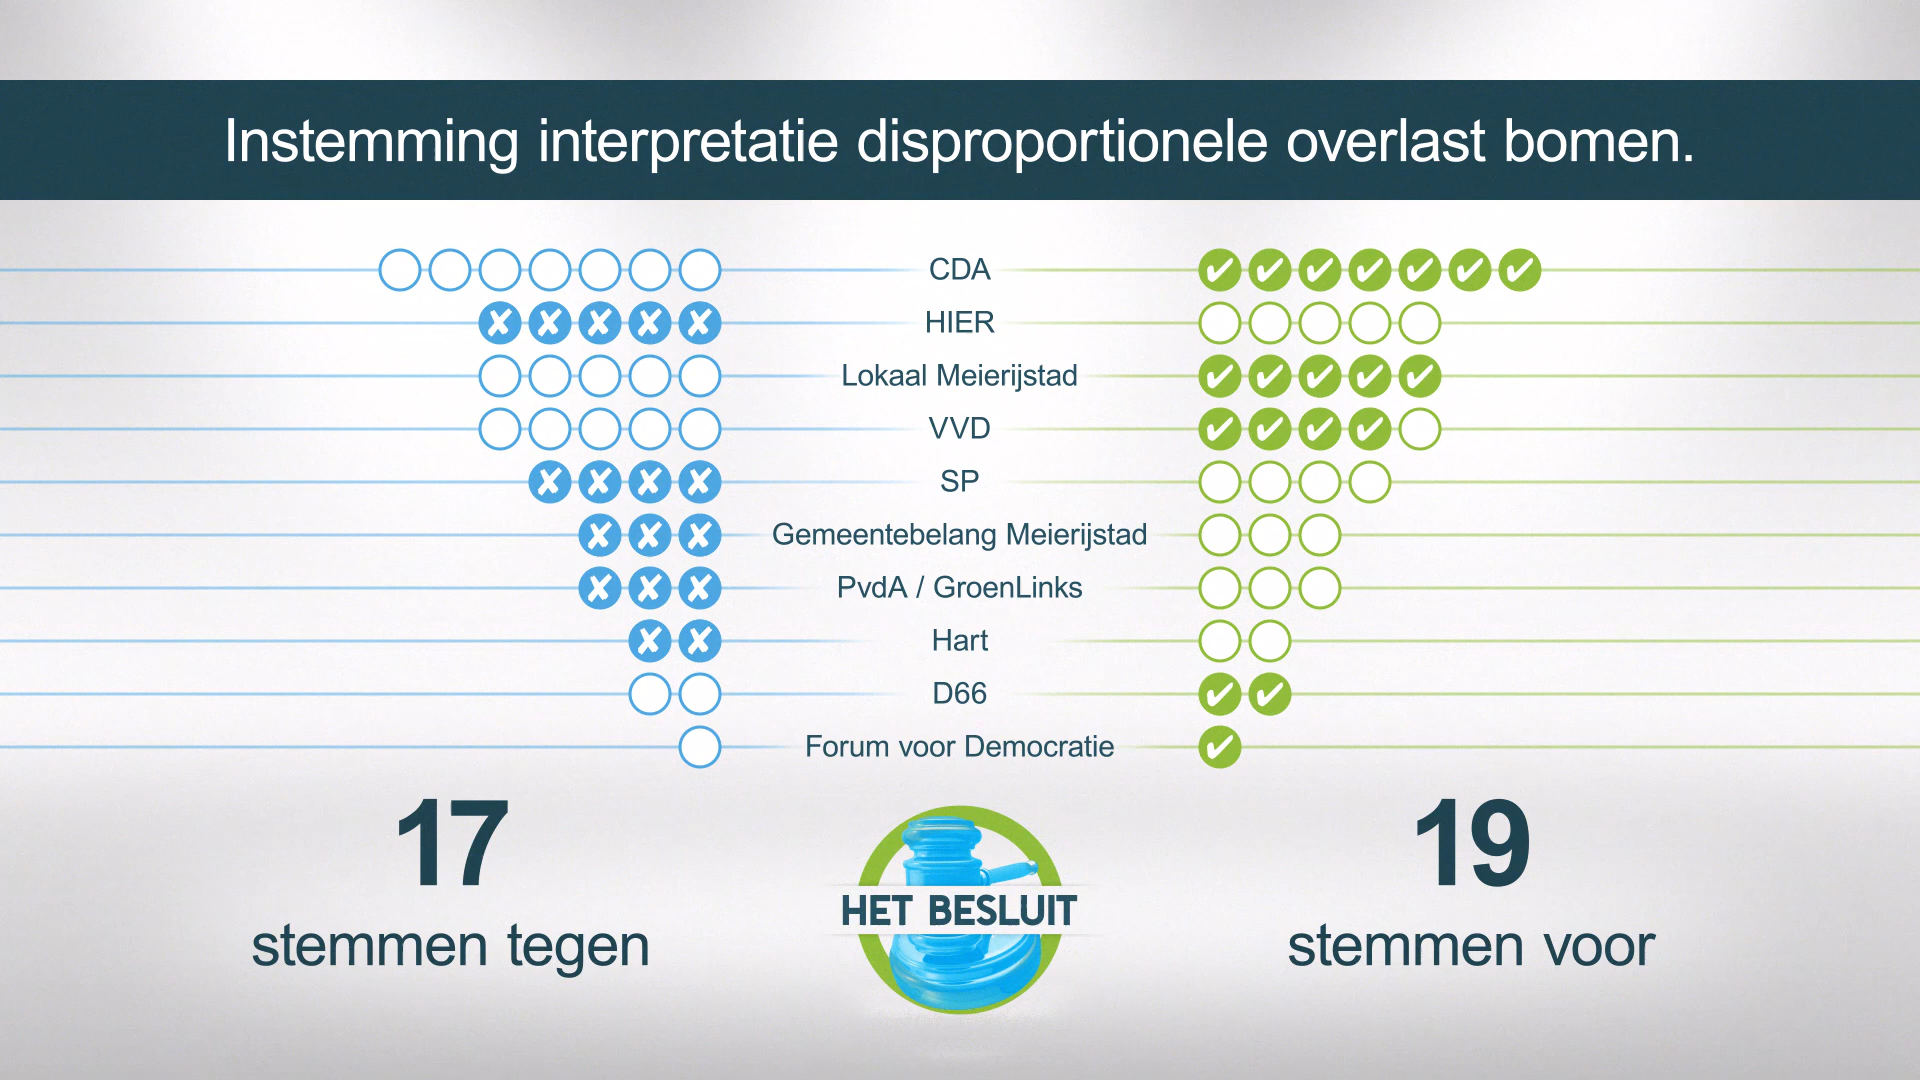 Instemming interpretatie disproportionele overlast bomen.
CDA
HIER
Lokaal Meierijstad
VVD
SP
Gemeentebelang Meierijstad
PvdA / GroenLinks
Hart
D66
Forum voor Democratie
17
stemmen tegen
HET BESLUIT
19
stemmen voor